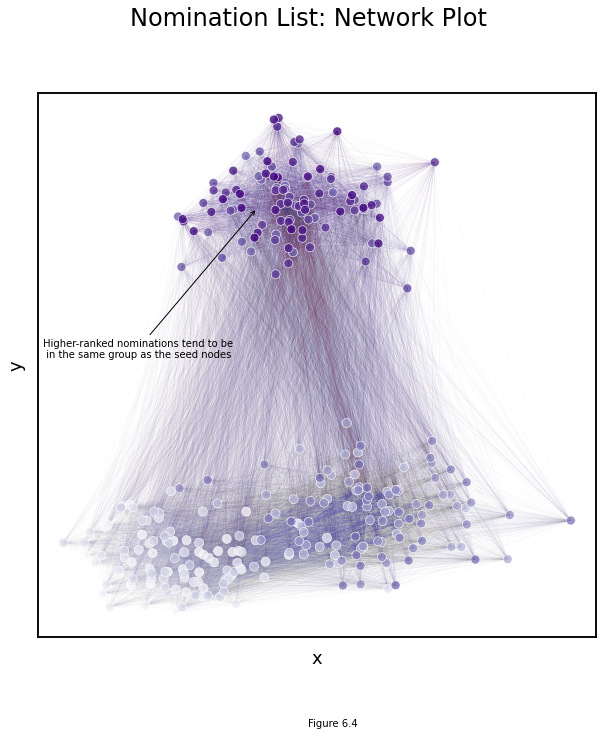 Nomination List: Network Plot
Higher-ranked nominations tend to be
in the same group as the seed nodes
y
x
Figure 6.4